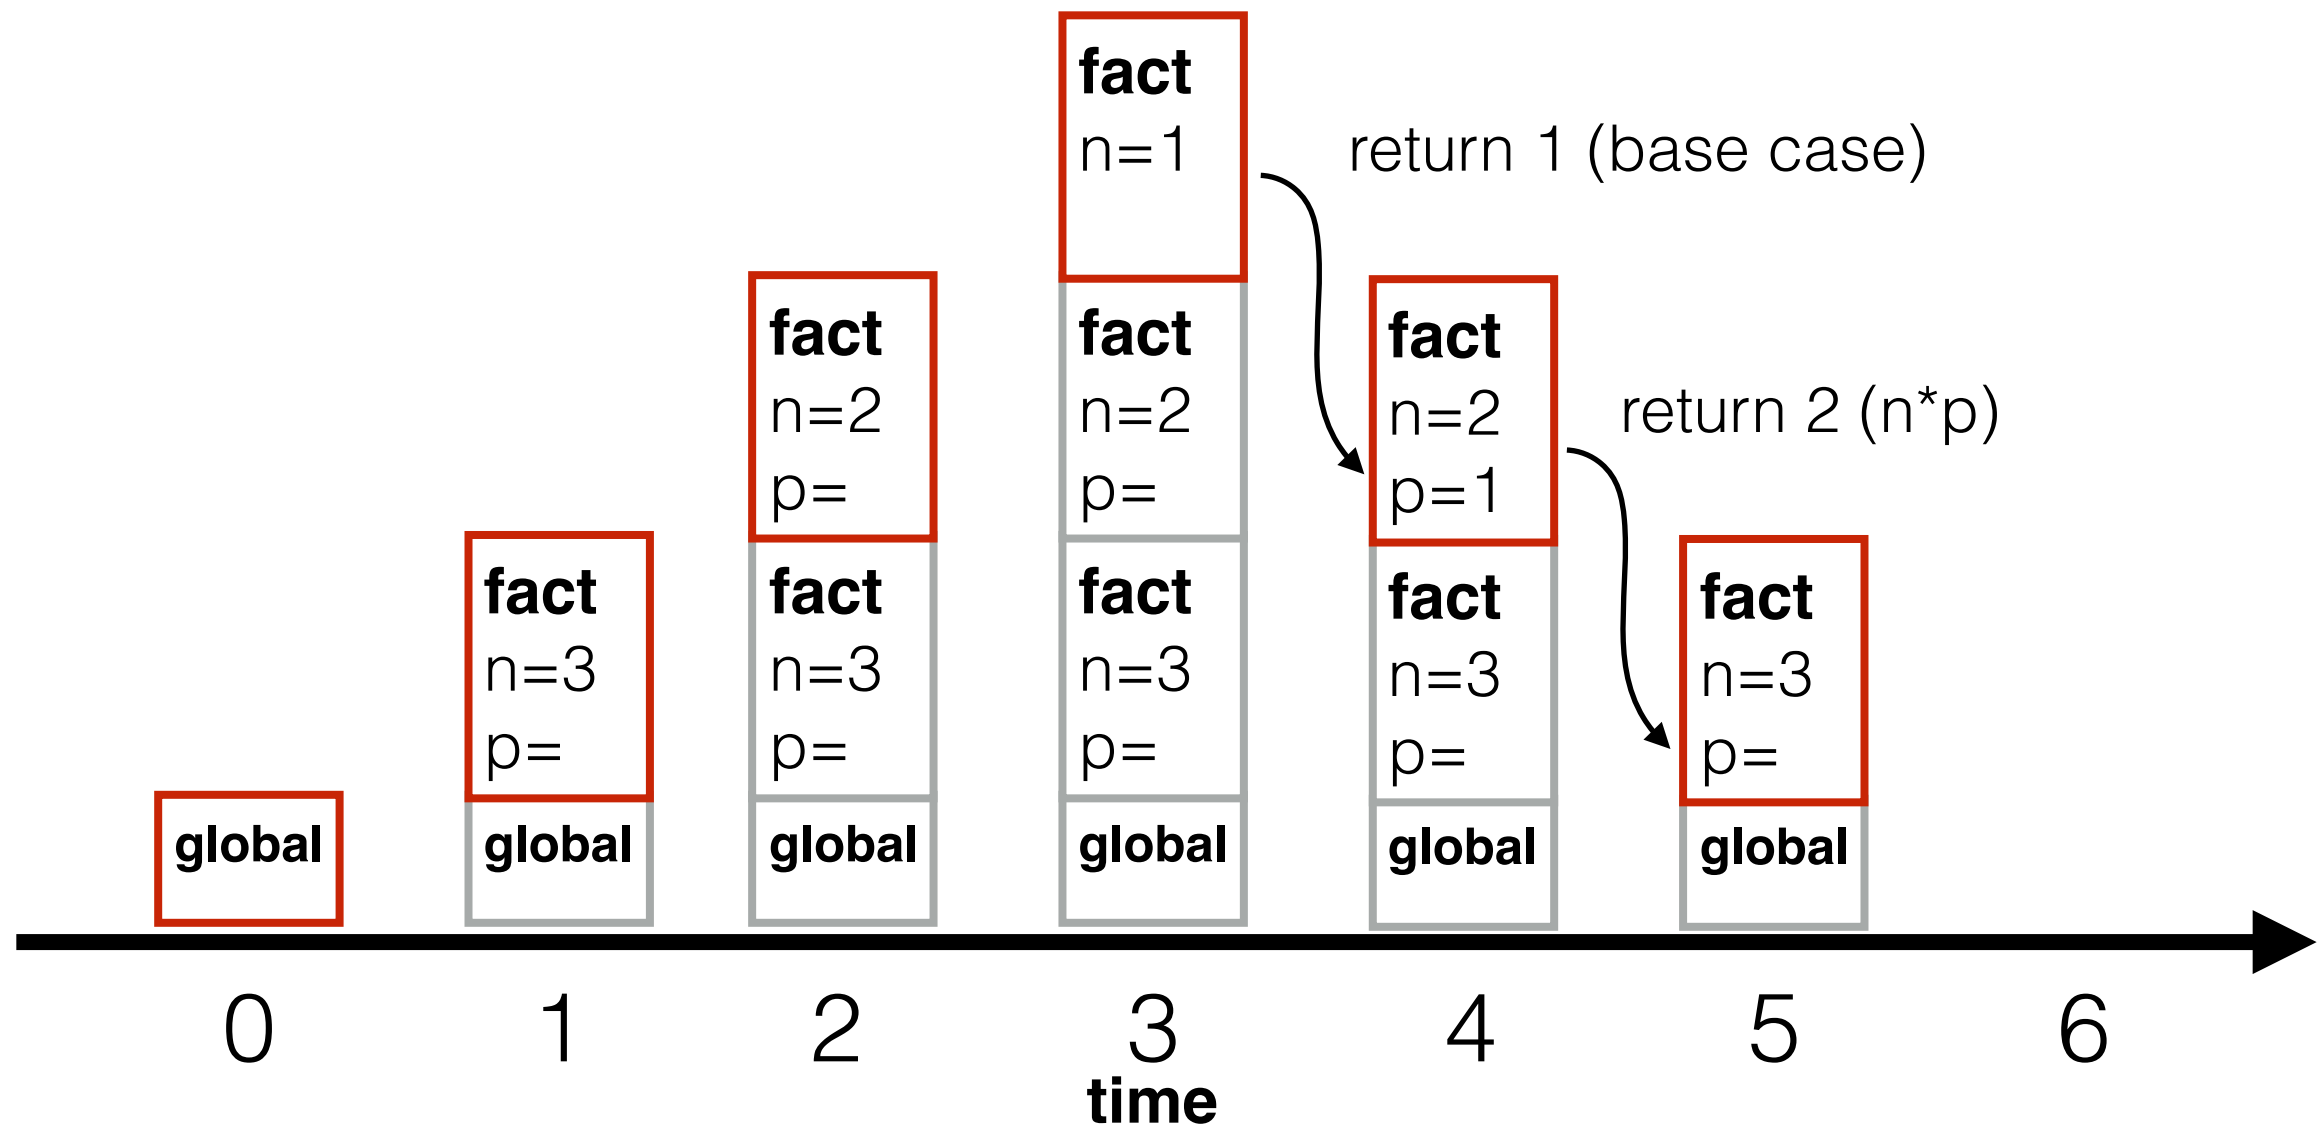 fact
n=1
return 1 (base case)
fact
n=2
p=
fact
n=2
p=
fact
n=2
p=1
return 2 (n*p)
fact
n=3
p=
fact
n=3
p=
fact
n=3
p=
fact
n=3
p=
fact
n=3
p=
global
global
global
global
global
global
0
1
2
3
4
5
6
time